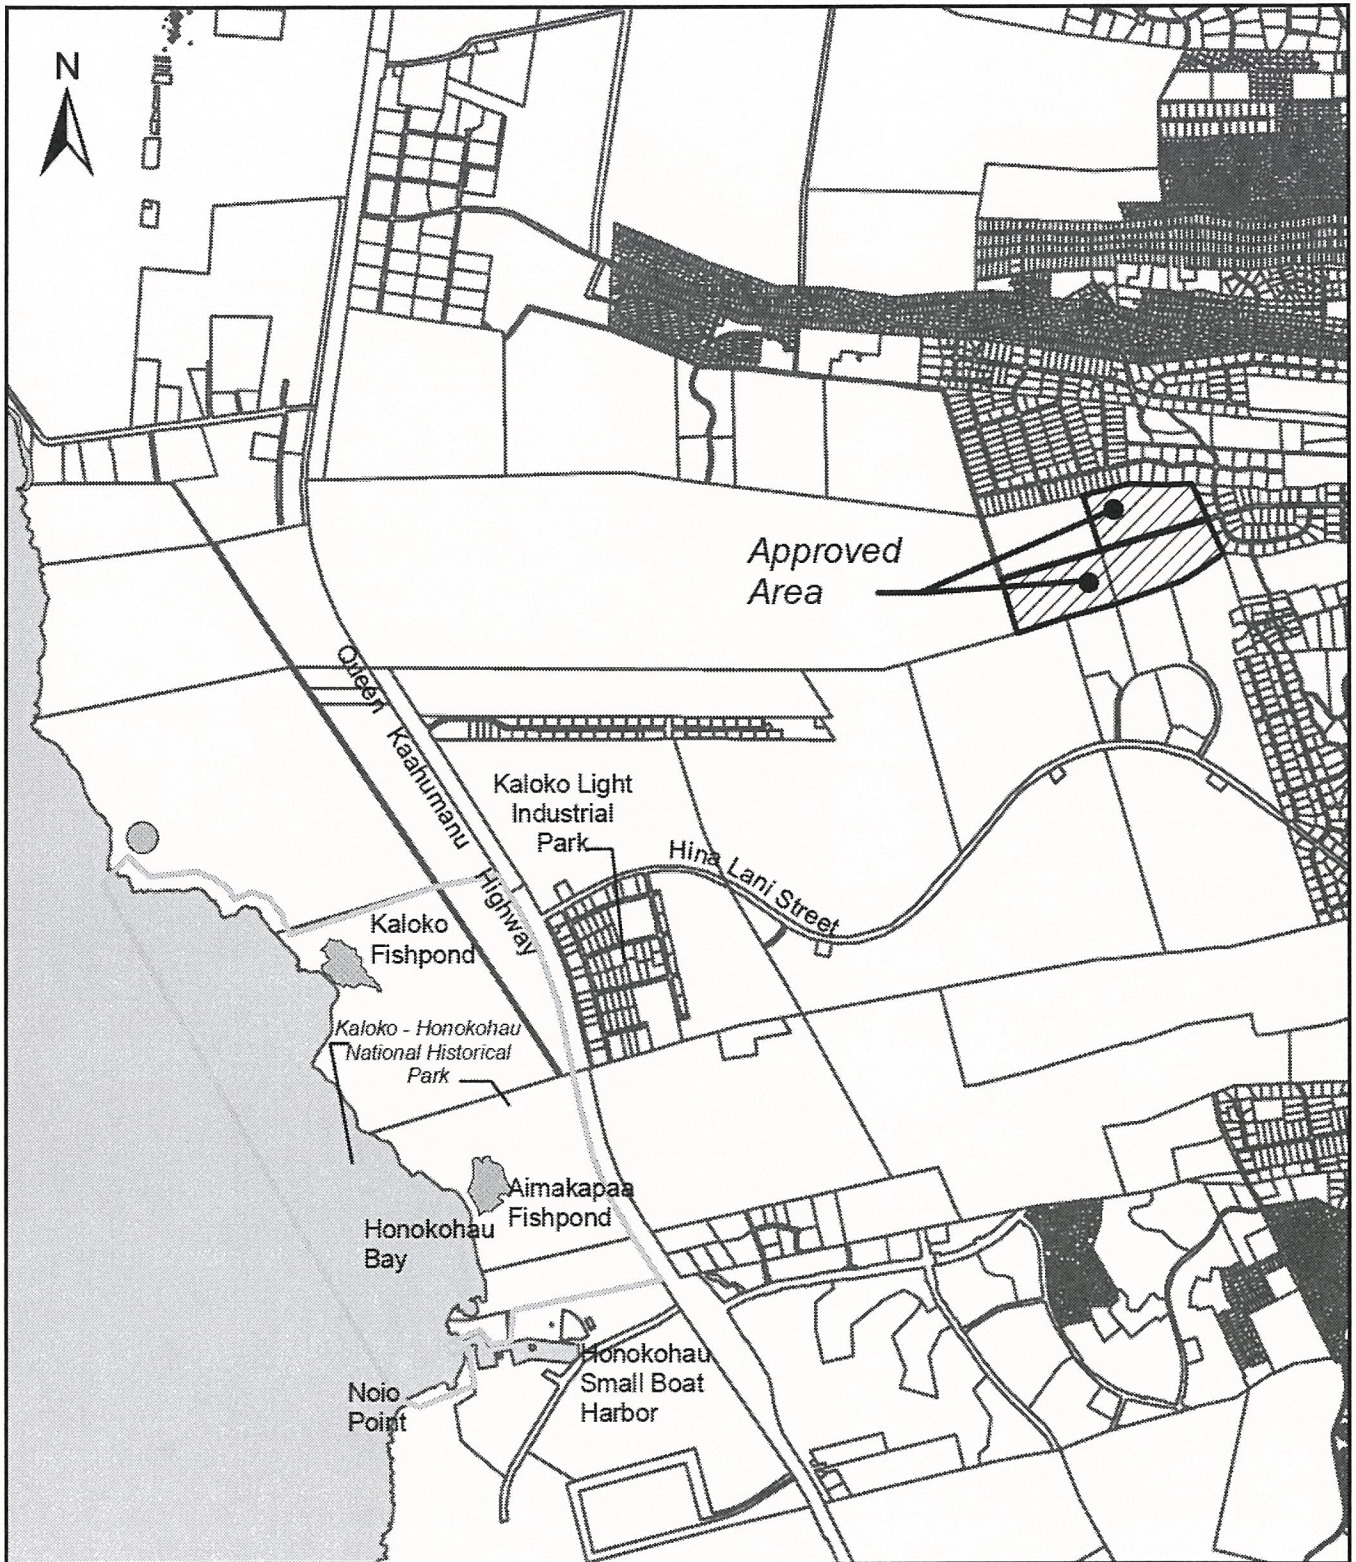 N
Approved
Area
Queen Kaahumanu Highway
Kaloko Light
Industrial
Park
Hina Lani Street
Kaloko
Fishpond
Kaloko - Honokohau
National Historical
Park
Aimakapaa
Fishpond
Honokohau
Bay
Honokohau
Small Boat
Harbor
Noio
Point